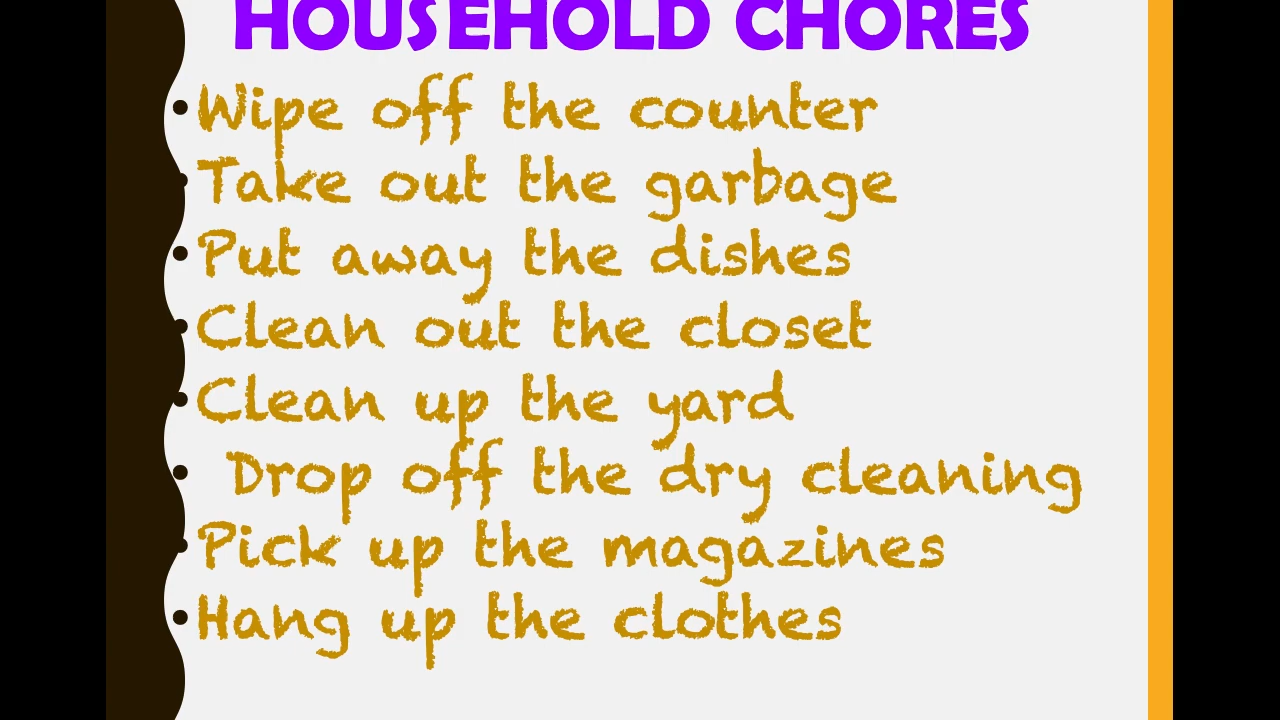 HOUSEHOLD CHORES
•Wipe off the counter
•Take out the garbage
•Put away the dishes
•Clean out the closet
•Clean up the yard
• Drop off the dry cleaning
•Pick up the magazines
•Hang up the clothes